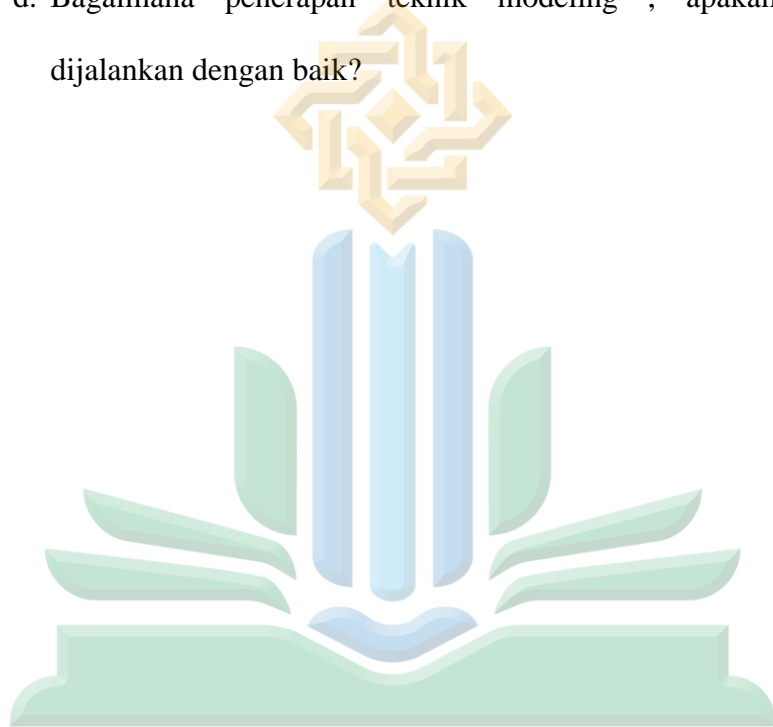 d. Bagaimana penerapan teknik modeling , apakah
dijalankan dengan baik?